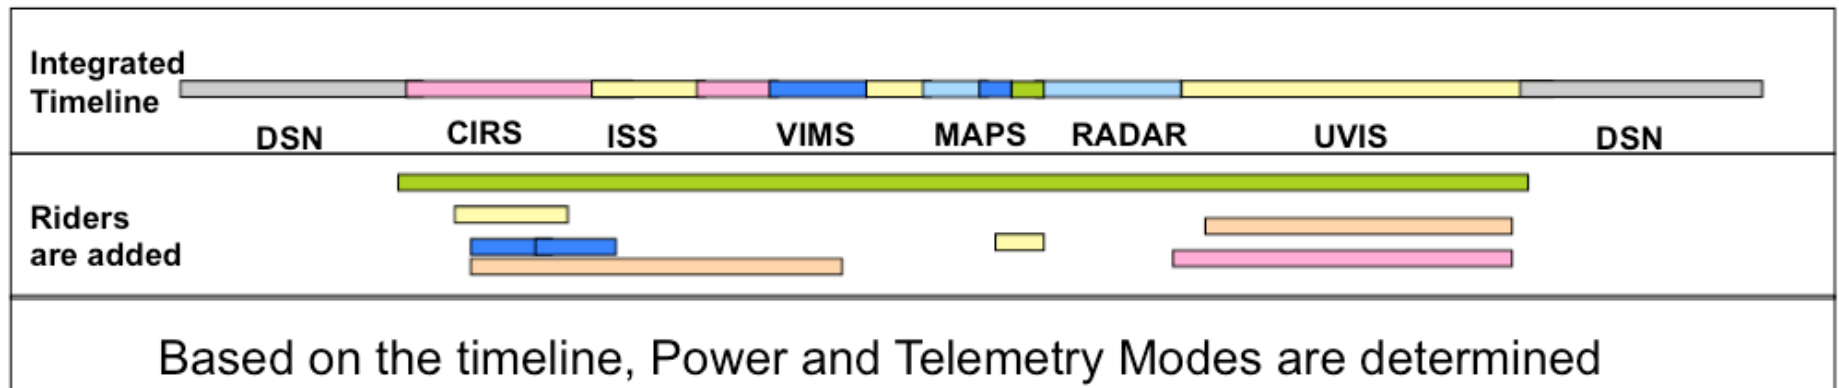 Integrated
Timeline
DSN CIRS ISS VIMS MAPS RADAR UVIS DSN
Riders
are added
Based on the timeline, Power and Telemetry Modes are determined